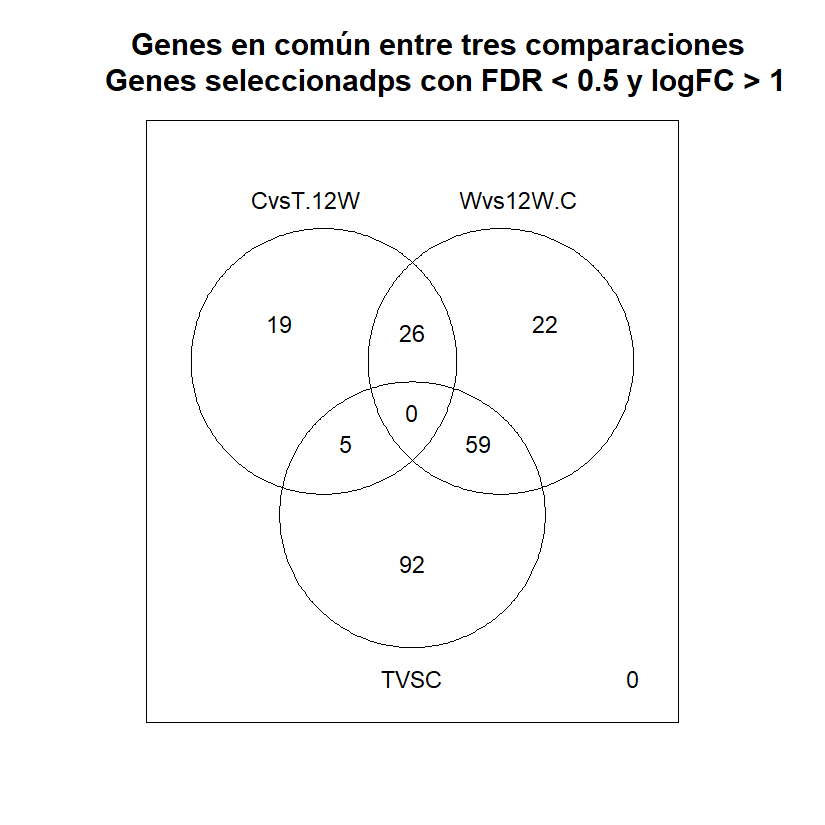 Genes en común entre tres comparaciones
Genes seleccionadps con FDR < 0.5 y logFC > 1
CvsT.12W
Wvs12W.C
19
26
22
0
5
59
92
TVSC
0